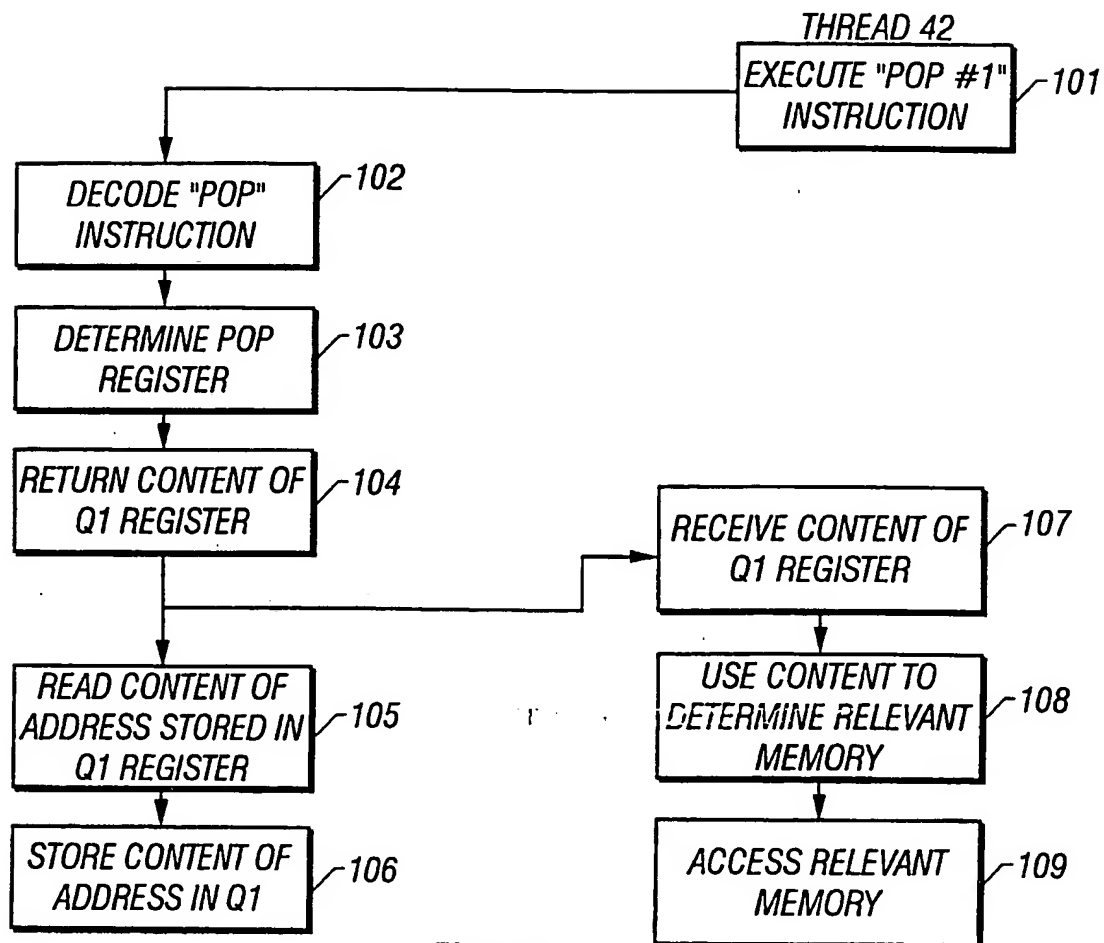 THREAD 42
EXECUTE "POP #1"
INSTRUCTION
101
DECODE "POP"
INSTRUCTION
102
DETERMINE POP
REGISTER
103
RETURN CONTENT OF
Q1 REGISTER
104
READ CONTENT OF
ADDRESS STORED IN
Q1 REGISTER
105
STORE CONTENT OF
ADDRESS IN Q1
106
RECEIVE CONTENT OF
Q1 REGISTER
107
USE CONTENT TO
DETERMINE RELEVANT
MEMORY
108
ACCESS RELEVANT
MEMORY
109